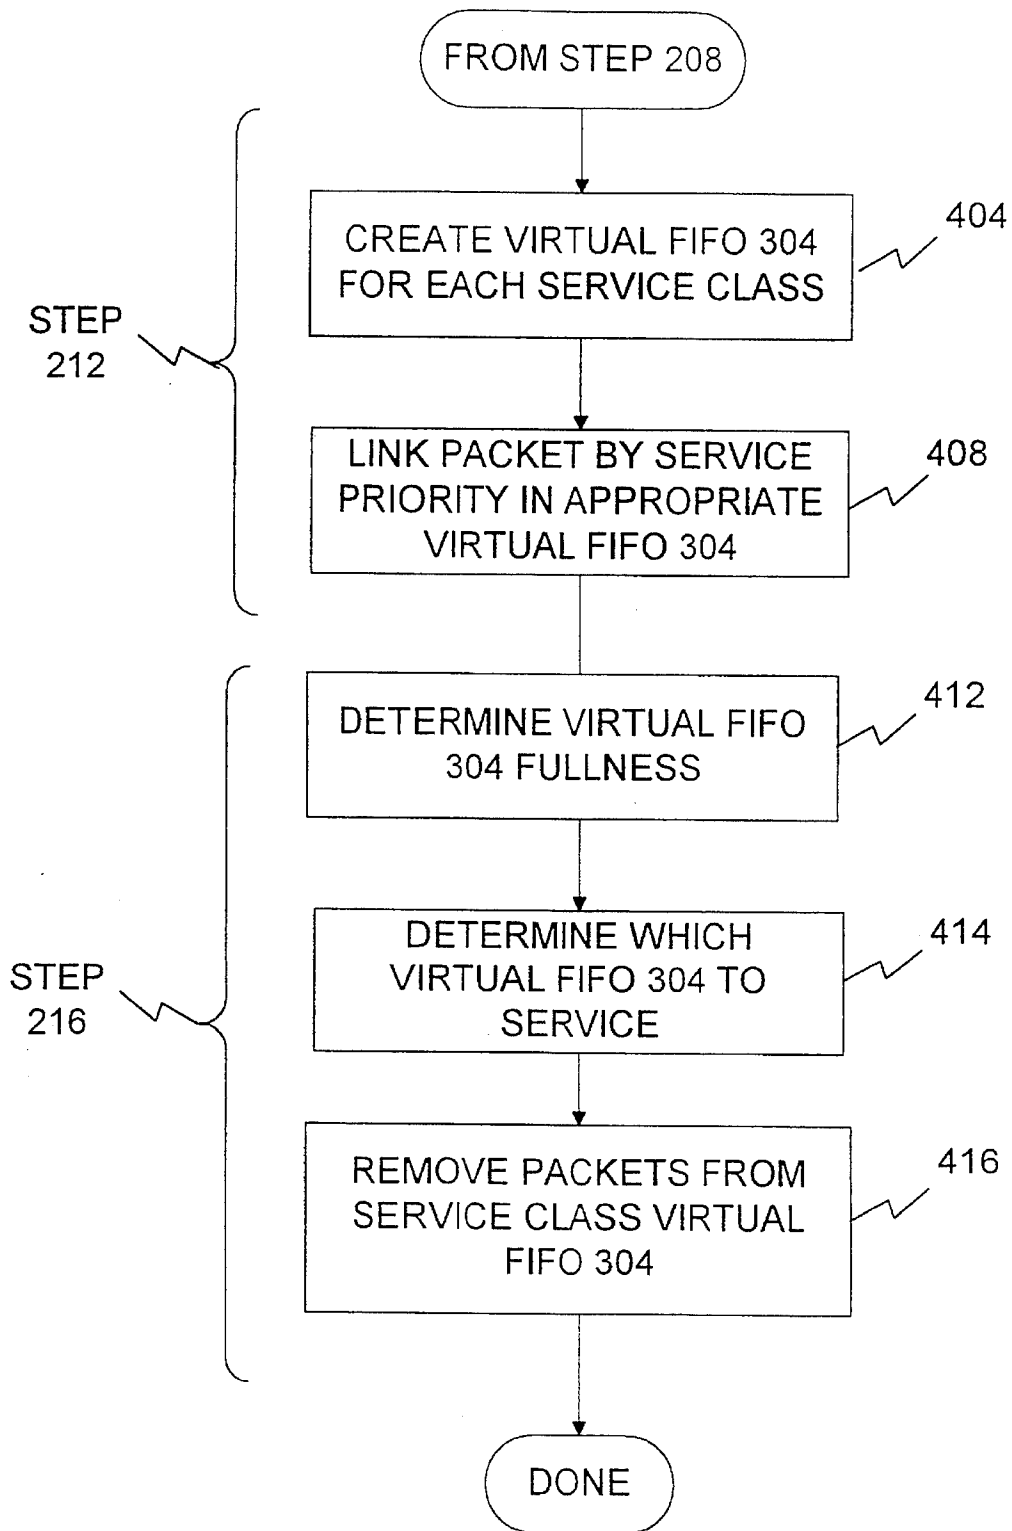 FROM STEP 208
CREATE VIRTUAL FIFO 304
FOR EACH SERVICE CLASS
404
STEP
212
LINK PACKET BY SERVICE
PRIORITY IN APPROPRIATE
VIRTUAL FIFO 304
408
DETERMINE VIRTUAL FIFO
304 FULLNESS
412
DETERMINE WHICH
VIRTUAL FIFO 304 TO
SERVICE
414
STEP
216
REMOVE PACKETS FROM
SERVICE CLASS VIRTUAL
FIFO 304
416
DONE